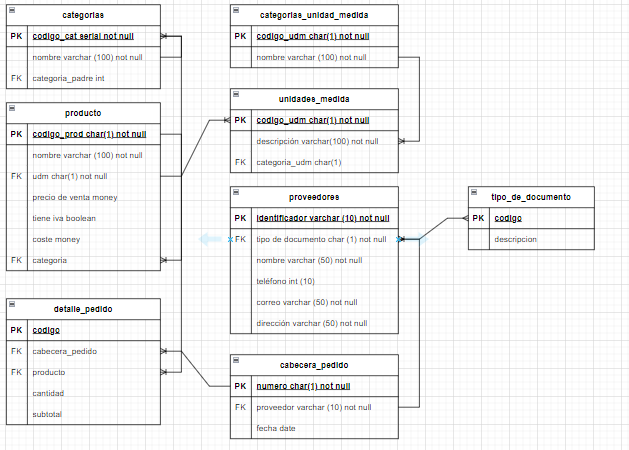 categorias
PK codigo_cat serial not null
nombre varchar (100) not null
FK categoria_padre int
categorias_unidad_medida
PK codigo_udm char(1) not null
nombre varchar (100) not null
producto
PK codigo_prod char(1) not null
nombre varchar (100) not null
FK udm char(1) not null
precio de venta money
tiene iva boolean
coste money
FK categoria
unidades_medida
PK codigo_udm char(1) not null
descripción varchar(100) not null
FK categoria_udm char(1)
proveedores
PK identificador varchar (10) not null
FK tipo de documento char (1) not null
nombre varchar (50) not null
teléfono int (10)
correo varchar (50) not null
dirección varchar (50) not null
tipo_de_documento
PK codigo
descripcion
detalle_pedido
PK codigo
FK cabecera_pedido
FK producto
cantidad
subtotal
cabecera_pedido
PK numero char(1) not null
FK proveedor varchar (10) not null
fecha date